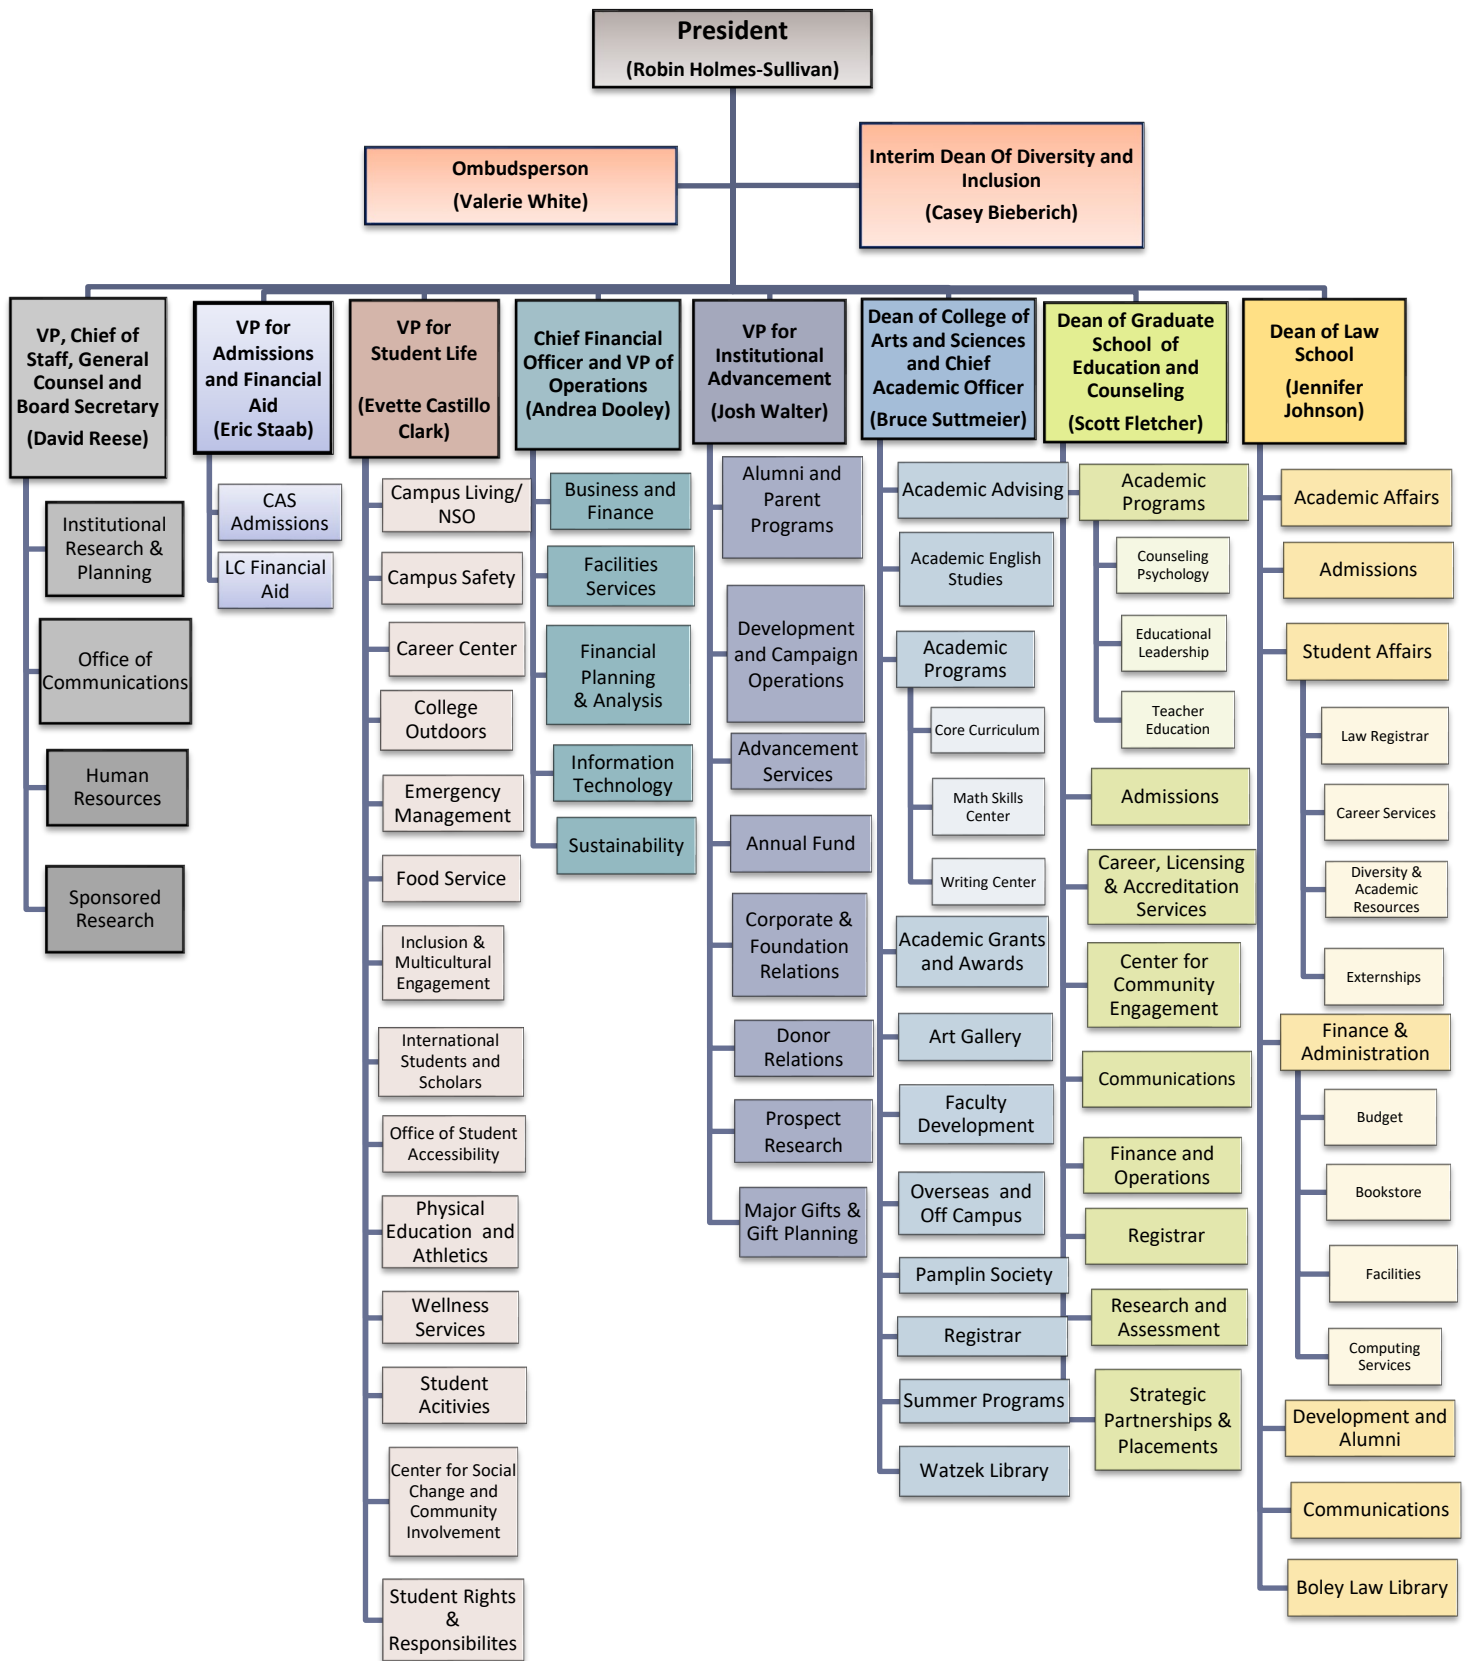 President
(Robin Holmes-Sullivan)
Ombudsperson
(Valerie White)
Interim Dean Of Diversity and
Inclusion
(Casey Bieberich)
VP, Chief of
Staff, General
Counsel and
Board Secretary
(David Reese)
Institutional
Research &
Planning
Office of
Communications
Human
Resources
Sponsored
Research
VP for
Admissions
and Financial
Aid
(Eric Staab)
CAS
Admissions
LC Financial
Aid
VP for
Student Life
(Evette Castillo
Clark)
Campus Living/
NSO
Campus Safety
Career Center
College
Outdoors
Emergency
Management
Food Service
Inclusion &
Multicultural
Engagement
International
Students and
Scholars
Office of Student
Accessibility
Physical
Education and
Athletics
Wellness
Services
Student
Acitivies
Center for Social
Change and
Community
Involvement
Student Rights
&
Responsibilites
Chief Financial
Officer and VP of
Operations
(Andrea Dooley)
Business and
Finance
Facilities
Services
Financial
Planning
& Analysis
Information
Technology
Sustainability
VP for
Institutional
Advancement
(Josh Walter)
Alumni and
Parent
Programs
Development
and Campaign
Operations
Advancement
Services
Annual Fund
Corporate &
Foundation
Relations
Donor
Relations
Prospect
Research
Major Gifts &
Gift Planning
Dean of College of
Arts and Sciences
and Chief
Academic Officer
(Bruce Suttmeier)
Academic Advising
Academic English
Studies
Academic
Programs
Core Curriculum
Math Skills
Center
Writing Center
Academic Grants
and Awards
Art Gallery
Faculty
Development
Overseas and
Off Campus
Pamplin Society
Registrar
Summer Programs
Watzek Library
Dean of Graduate
School of
Education and
Counseling
(Scott Fletcher)
Academic
Programs
Counseling
Psychology
Educational
Leadership
Teacher
Education
Admissions
Career, Licensing
& Accreditation
Services
Center for
Community
Engagement
Communications
Finance and
Operations
Registrar
Research and
Assessment
Strategic
Partnerships &
Placements
Dean of Law
School
(Jennifer
Johnson)
Academic Affairs
Admissions
Student Affairs
Law Registrar
Career Services
Diversity &
Academic
Resources
Externships
Finance &
Administration
Budget
Bookstore
Facilities
Computing
Services
Development and
Alumni
Communications
Boley Law Library